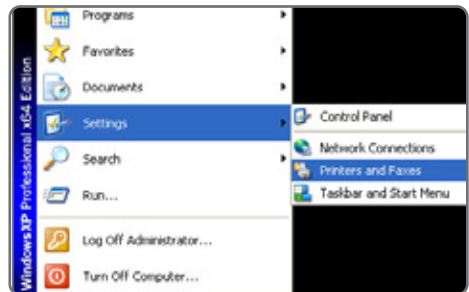 Windows XP Professional x64 Edition
Programs
Favorites
Documents
Settings
Search
Run...
Log Off Administrator...
Turn Off Computer...
Control Panel
Network Connections
Printers and Faxes
Taskbar and Start Menu